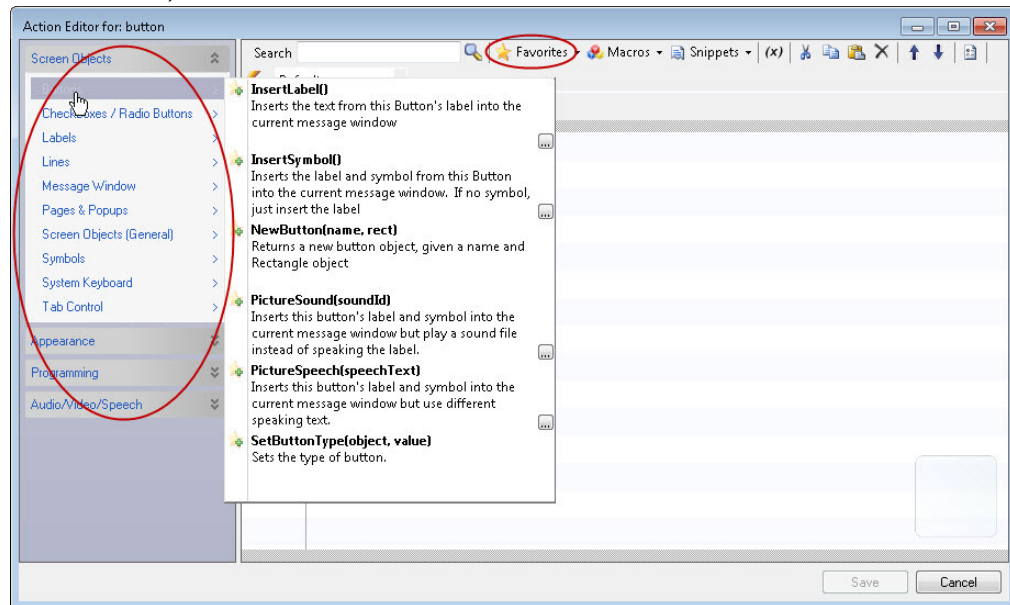 Action Editor for: button
Screen Objects
Search
Favorites
Macros
Snippets
(x)
Buttons
Checkboxes / Radio Buttons
Labels
Lines
Message Window
Pages & Popups
Screen Objects (General)
Symbols
System Keyboard
Tab Control
Appearance
Programming
Audio/Video/Speech
InsertLabel()
Inserts the text from this Button's label into the
current message window
...
InsertSymbol()
Inserts the label and symbol from this Button
into the current message window. If no symbol,
just insert the label
...
NewButton(name, rect)
Returns a new button object, given a name and
Rectangle object
PictureSound(soundId)
Inserts this button's label and symbol into the
current message window but play a sound file
instead of speaking the label.
...
PictureSpeech(speechText)
Inserts this button's label and symbol into the
current message window but use different
speaking text.
...
SetButtonType(object, value)
Sets the type of button.
Save
Cancel